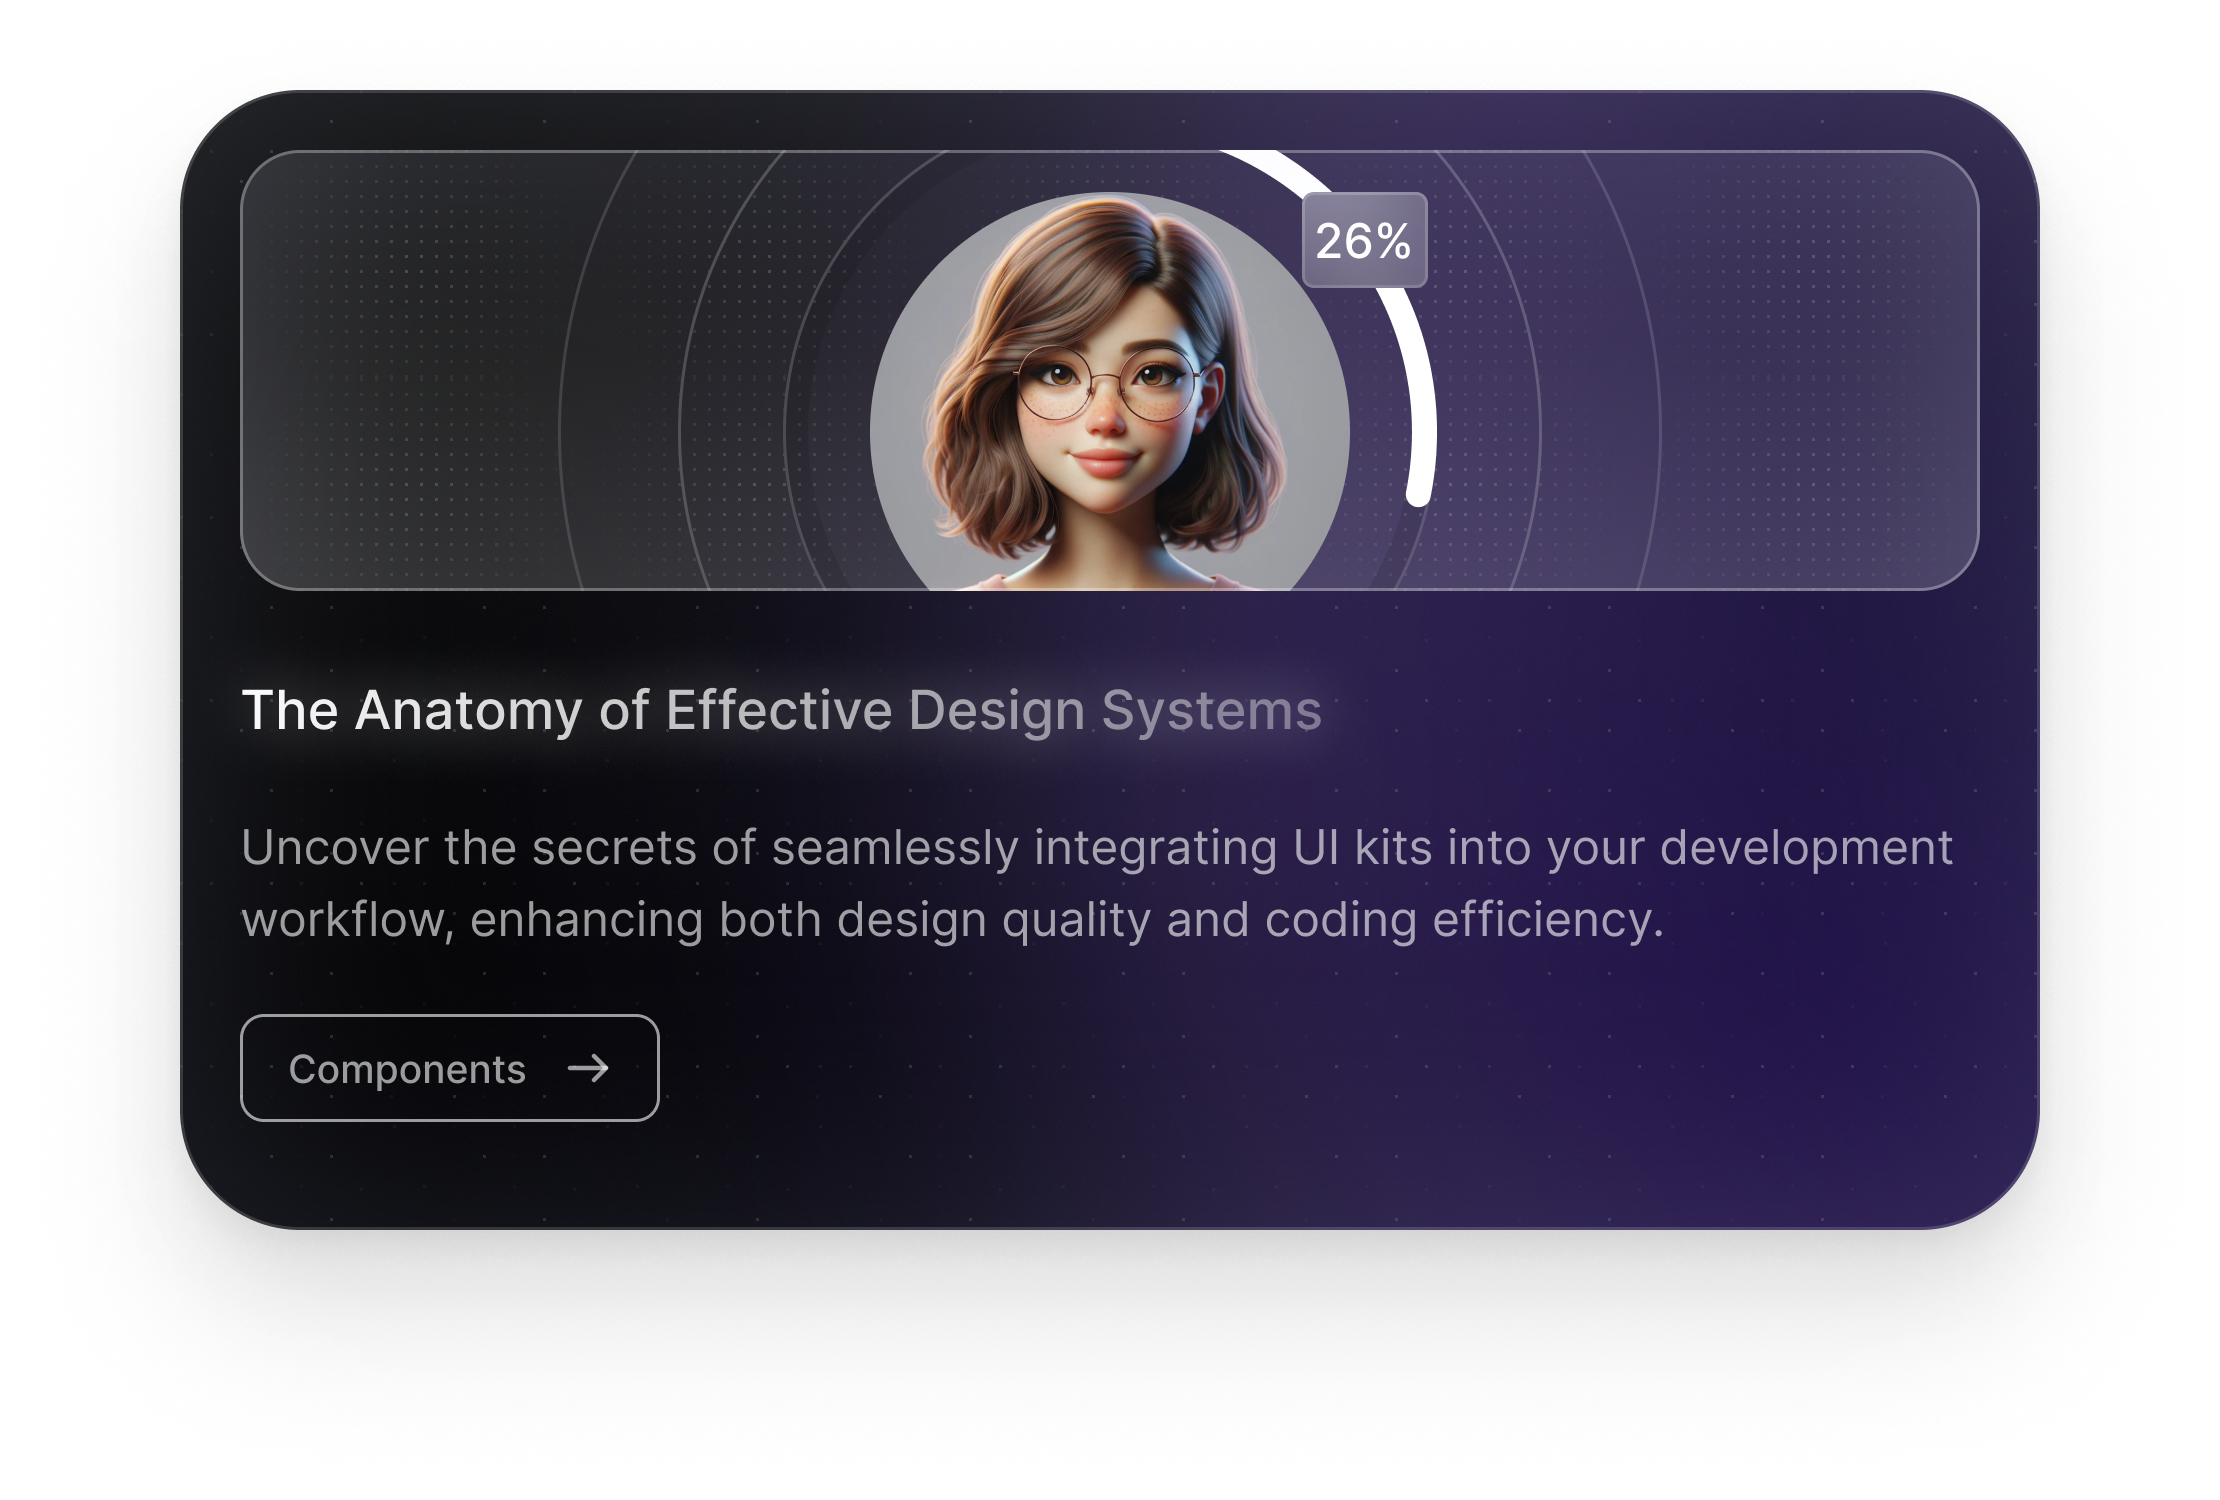 26%
The Anatomy of Effective Design Systems
Uncover the secrets of seamlessly integrating UI kits into your development
workflow, enhancing both design quality and coding efficiency.
Components